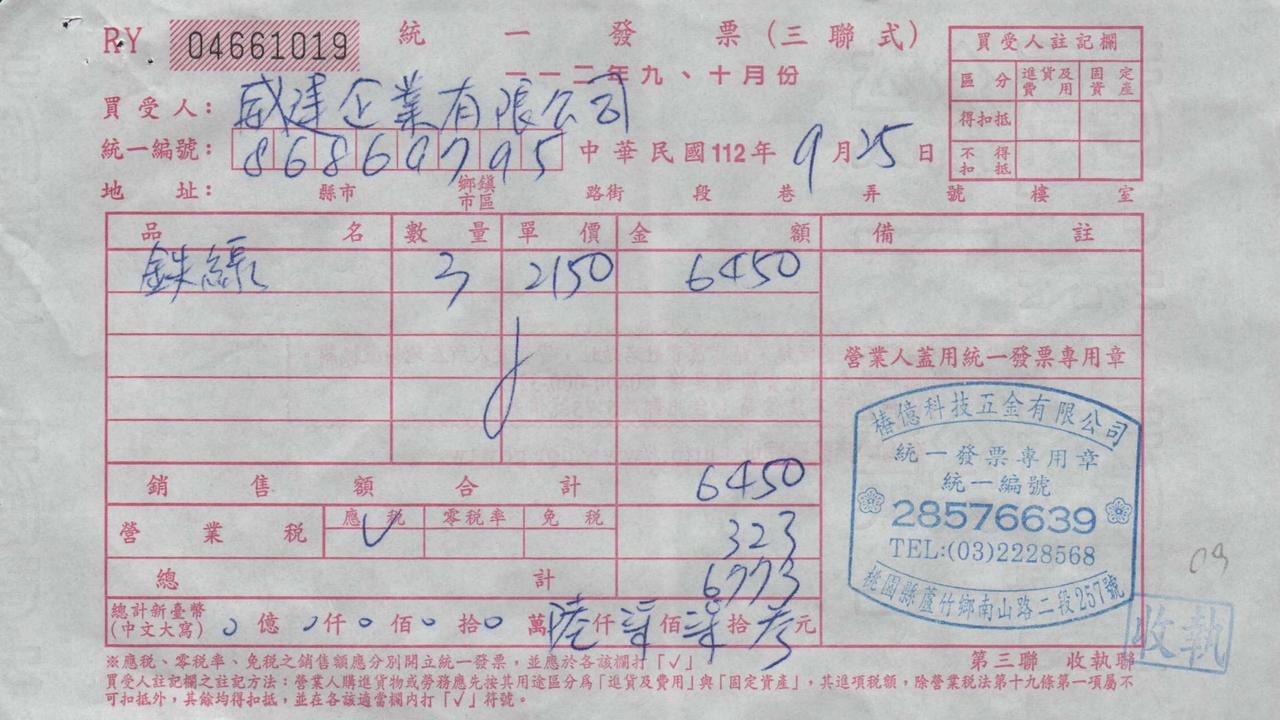 RY 04661019 統一發票(三聯式)
一一二年九、十月份
買受人: 威達企業有限公司
統一編號: 86869795 中華民國112年 9月25日
地址: 縣市 鄉鎮市區 路街 段 巷 弄 號 樓 室
買受人註記欄
區分 進貨及費用 固定資產
得扣抵
不得扣抵
品名 數量 單價 金額 備註
銖線 3 2150 6450
營業人蓋用統一發票專用章
銷售額合計 6450
營業稅 應稅 ✓ 零稅率 免稅 323
總計 6773
總計新臺幣(中文大寫) 0億0仟0佰0拾0萬陸仟柒佰柒拾叁元
椿億科技五金有限公司
統一發票專用章
統一編號
28576639
TEL:(03)2228568
桃園縣蘆竹鄉南山路二段257號
09
收執
※應稅、零稅率、免稅之銷售額應分別開立統一發票,並應於各該欄打「✓」
第三聯 收執聯
買受人註記欄之註記方法:營業人購進貨物或勞務應先按其用途區分為「進貨及費用」與「固定資產」,其進項稅額,除營業稅法第十九條第一項屬不
可扣抵外,其餘均得扣抵,並在各該適當欄內打「✓」符號。